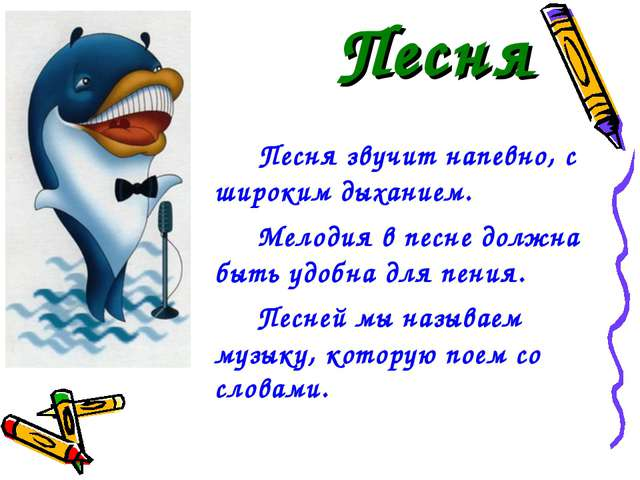 Песня
Песня звучит напевно, с
широким дыханием.
Мелодия в песне должна
быть удобна для пения.
Песней мы называем
музыку, которую поем со
словами.